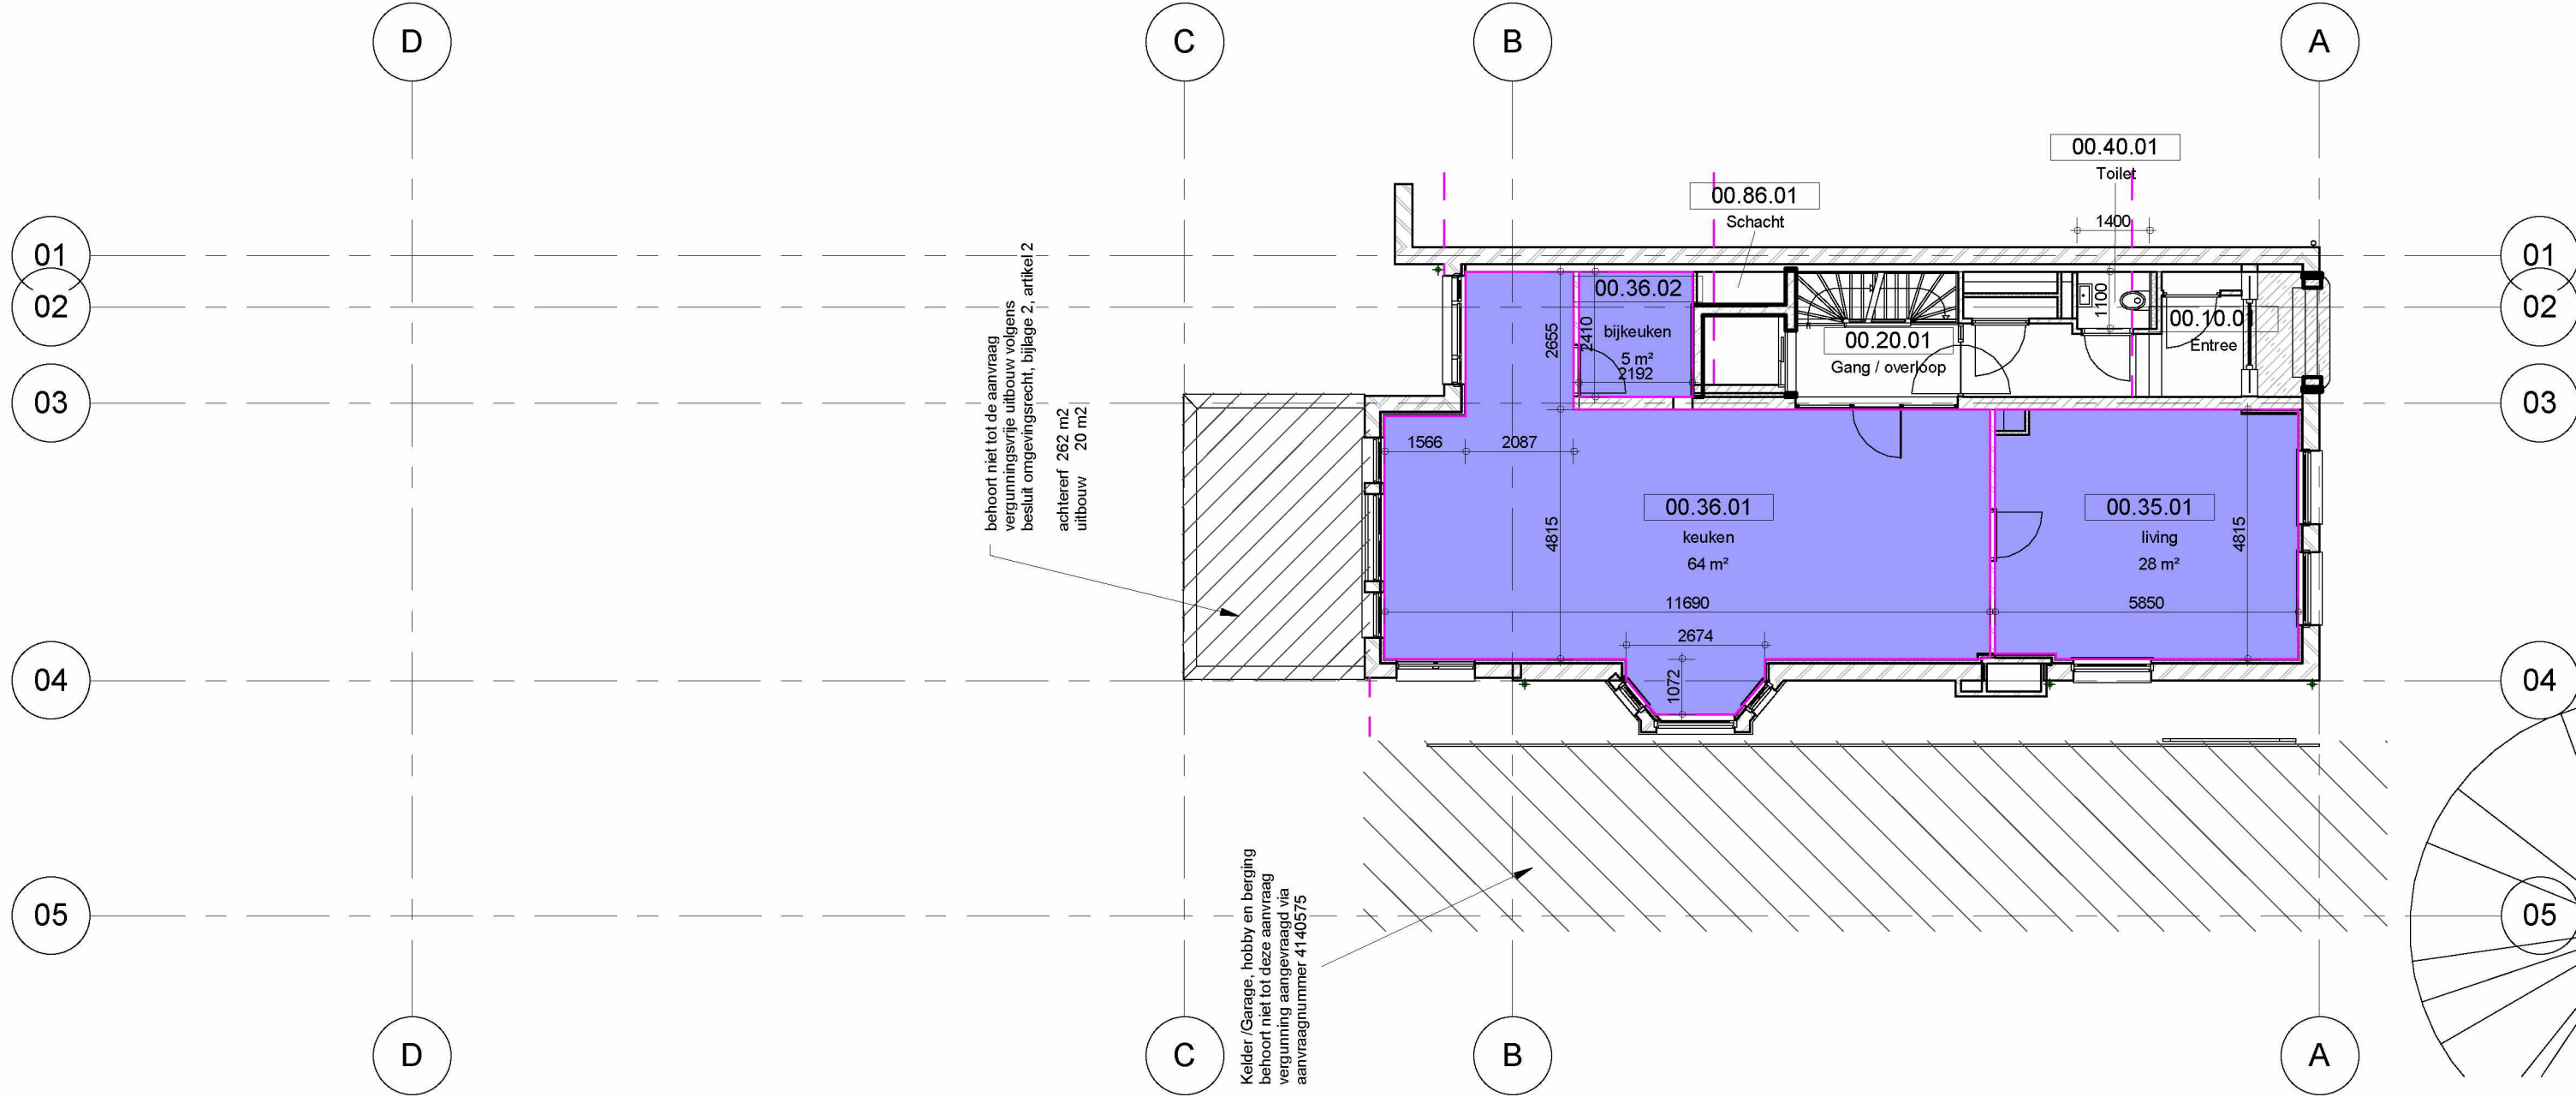 D
C
B
A
00.40.01
Toilet
00.86.01
Schacht
1400
01
01
02
02
00.36.02
bijkeuken
5 m²
2192
2410
2655
1100
00.10.01
Entree
00.20.01
Gang / overloop
behoort niet tot de aanvraag
vergunningsvrije uitbouw volgens
besluit omgevingsrecht, bijlage 2, artikel 2
achtererf 262 m2
uitbouw 20 m2
03
03
1566
2087
4815
00.36.01
keuken
64 m²
11690
2674
1072
00.35.01
living
28 m²
4815
5850
04
04
Kelder /Garage, hobby en berging
behoort niet tot deze aanvraag
vergunning aangevraagd via
aanvraagnummer 4140575
05
05
D
C
B
A